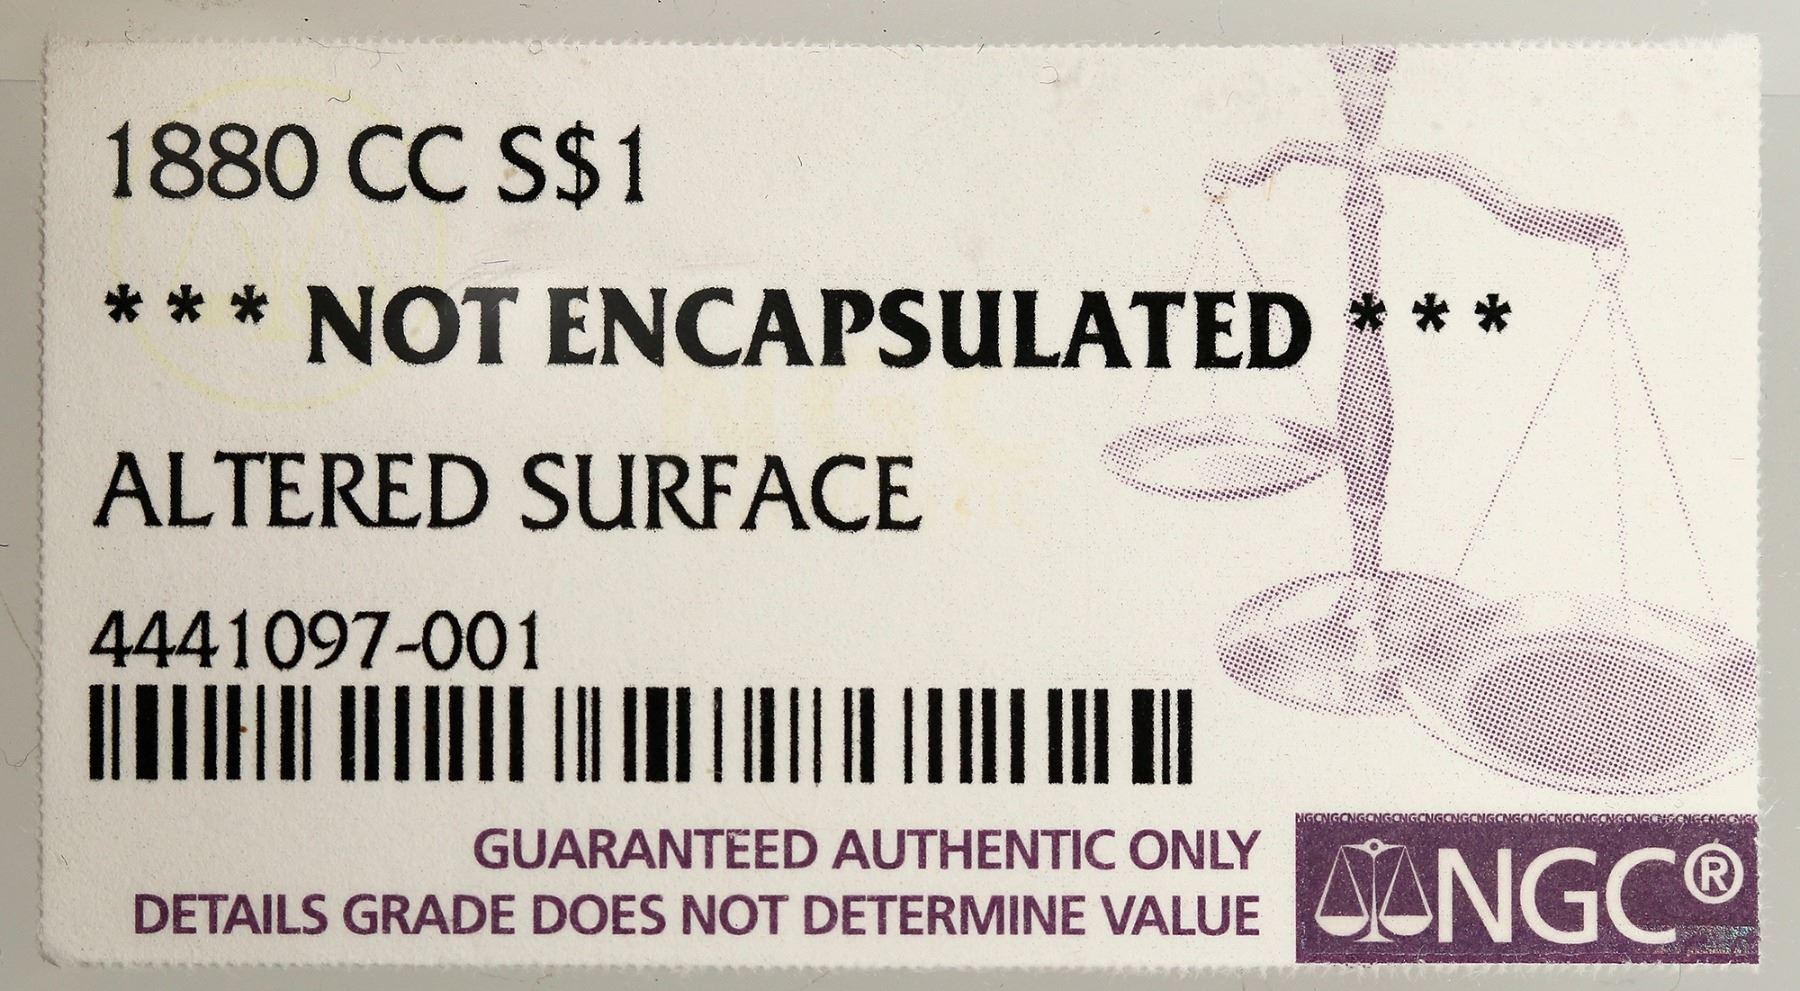 1880 CC S$1
* * * NOT ENCAPSULATED * * *
ALTERED SURFACE
4441097-001
GUARANTEED AUTHENTIC ONLY
DETAILS GRADE DOES NOT DETERMINE VALUE
NGC®
NGC